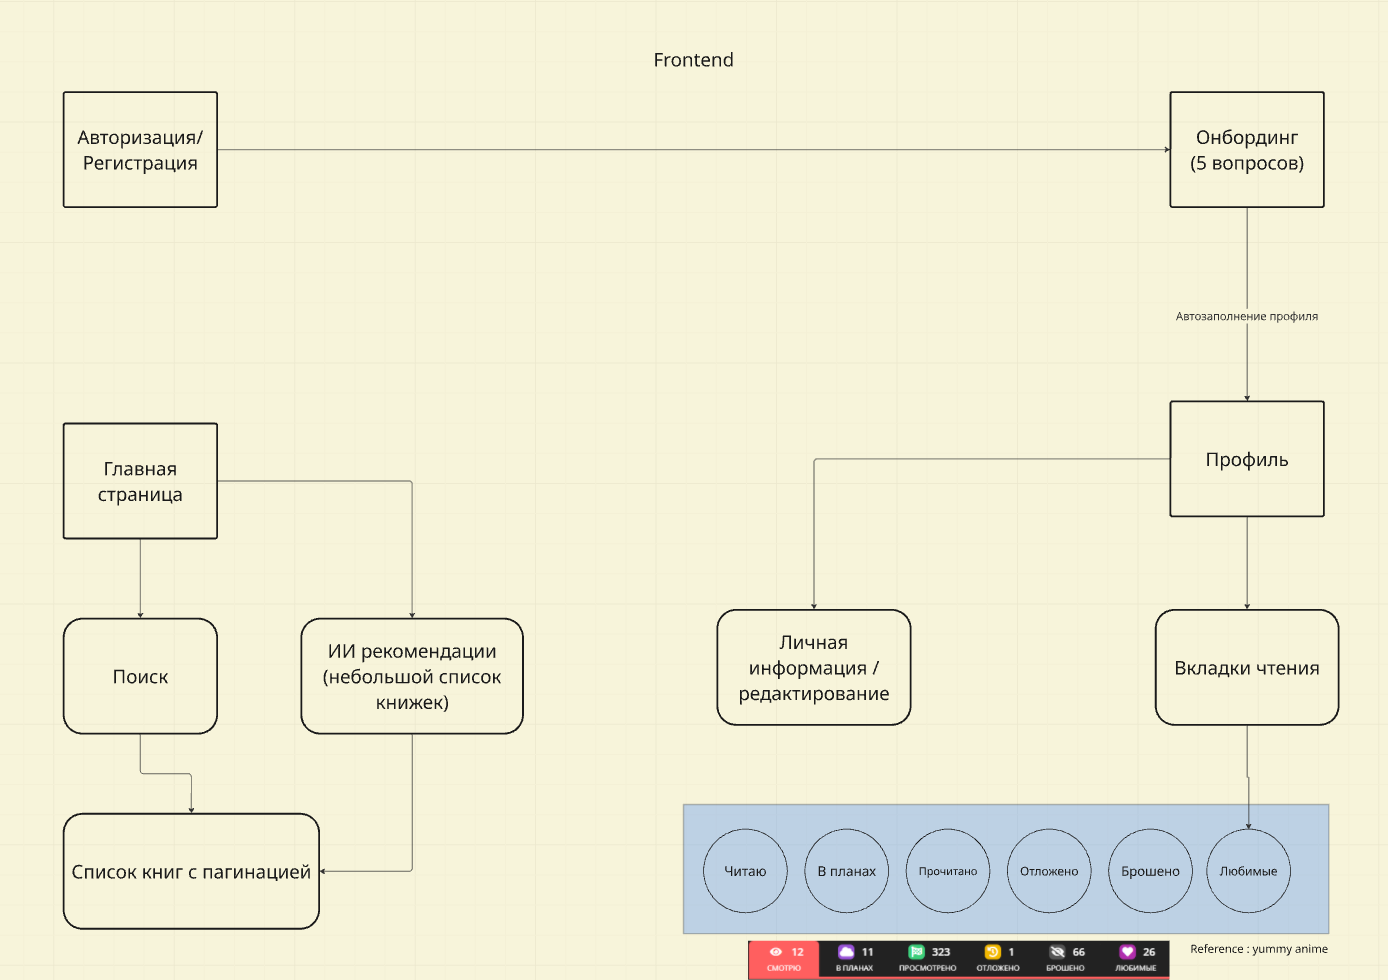 Frontend
Авторизация/
Регистрация
Онбординг
(5 вопросов)
Автозаполнение профиля
Главная
страница
Профиль
Поиск
ИИ рекомендации
(небольшой список
книжек)
Личная
информация /
редактирование
Вкладки чтения
Список книг с пагинацией
Читаю
В планах
Прочитано
Отложено
Брошено
Любимые
12
СМОТРЮ
11
В ПЛАНАХ
323
ПРОСМОТРЕНО
1
ОТЛОЖЕНО
66
БРОШЕНО
26
ЛЮБИМЫЕ
Reference : yummy anime